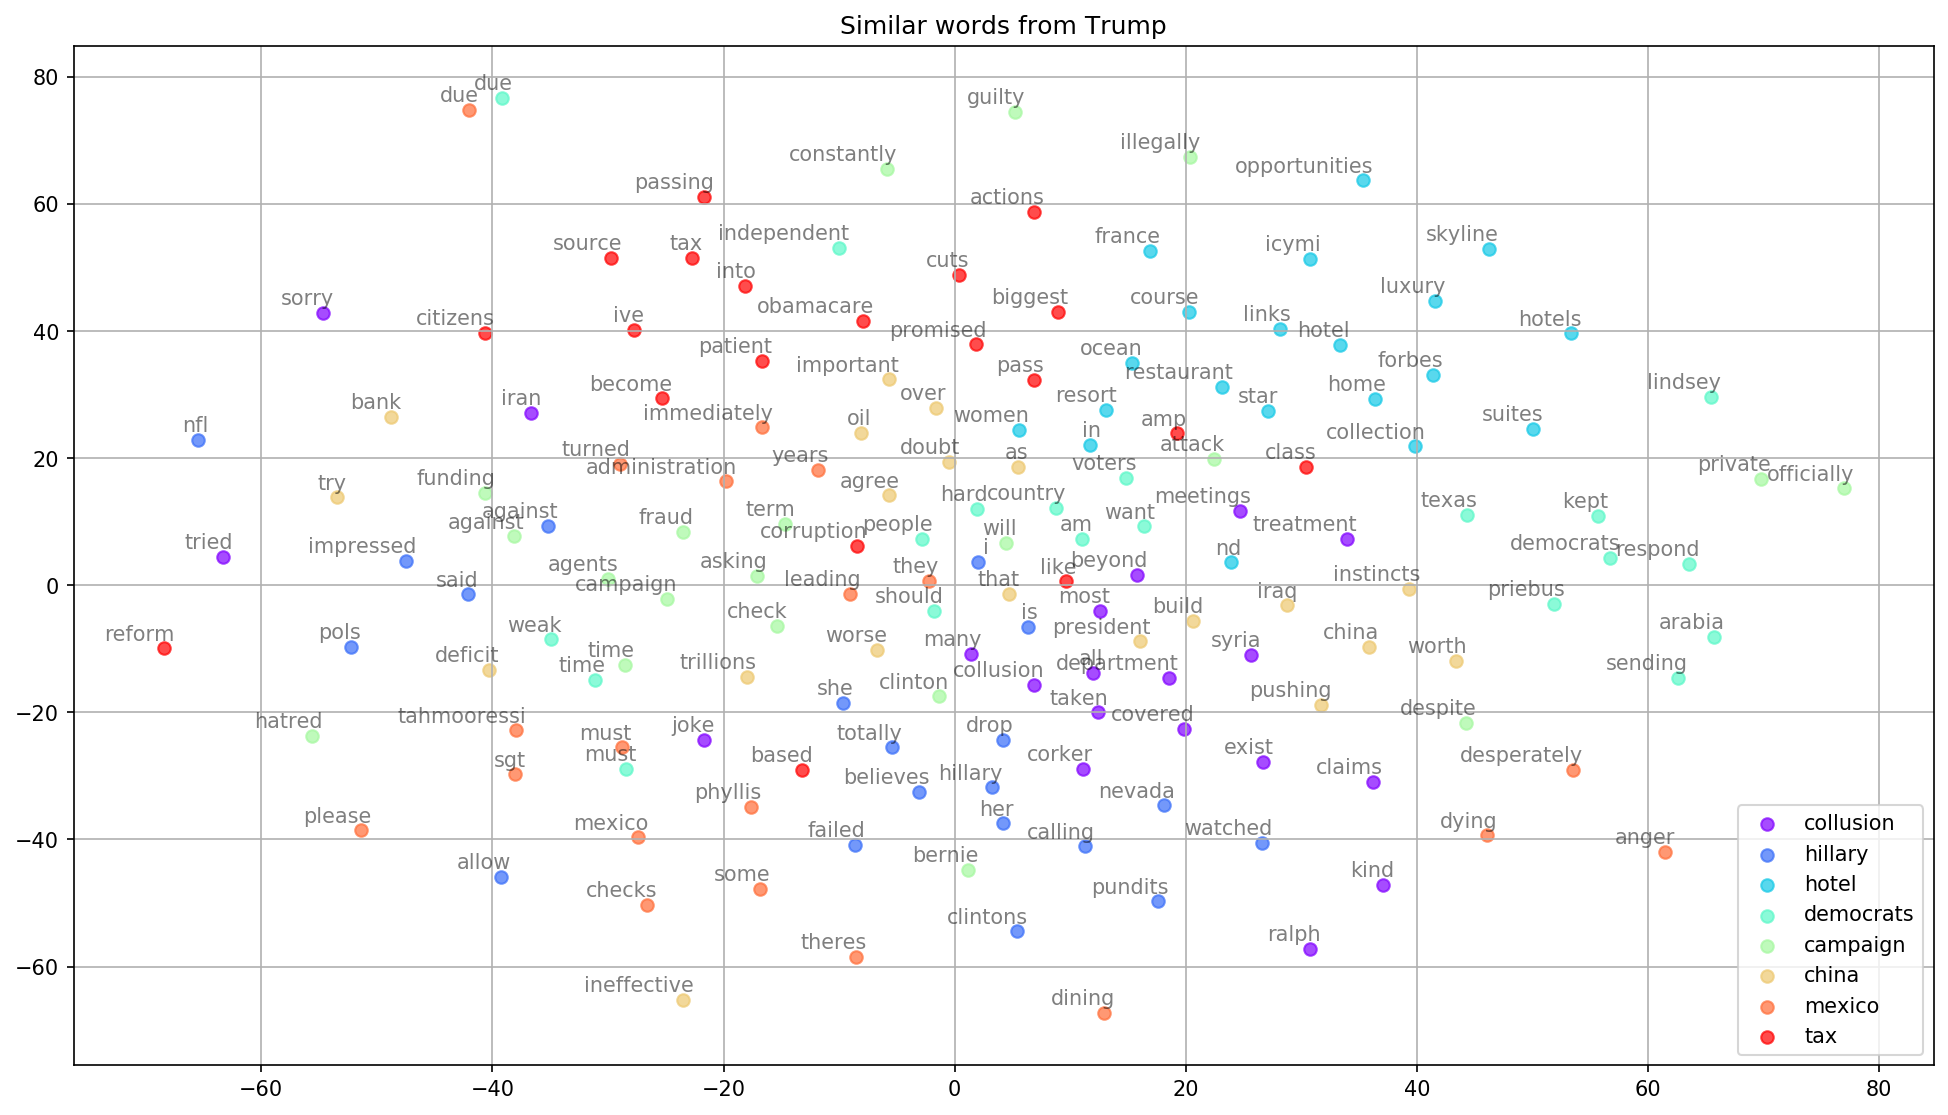 Similar words from Trump
80
due
due
guilty
constantly
illegally
opportunities
passing
60
actions
independent
france
skyline
source
tax
icymi
into
cuts
luxury
sorry
obamacare
biggest
course
citizens
ive
links
hotels
40
promised
hotel
patient
ocean
important
pass
restaurant
forbes
become
home
lindsey
iran
over
resort
star
bank
immediately
oil
women
amp
suites
nfl
in
collection
turned
doubt
as
attack
class
20
administration
years
voters
private
officially
funding
try
agree
hard
country
meetings
texas
kept
against
against
fraud
term
corruption
people
will
am
want
treatment
tried
impressed
i
beyond
nd
democrats
respond
agents
asking
they
like
0
said
campaign
leading
that
instincts
should
most
iraq
priebus
check
build
reform
pols
weak
is
president
worse
many
syria
china
worth
arabia
deficit
time
time
trillions
all
collusion
department
sending
she
clinton
taken
pushing
−20
hatred
tahmooressi
joke
drop
covered
despite
must
totally
must
sgt
based
corker
exist
desperately
believes
hillary
claims
phyllis
nevada
please
mexico
her
−40
failed
calling
watched
dying
anger
allow
bernie
checks
some
kind
pundits
clintons
theres
ralph
−60
ineffective
dining
collusion
hillary
hotel
democrats
campaign
china
mexico
tax
−60 −40 −20 0 20 40 60 80